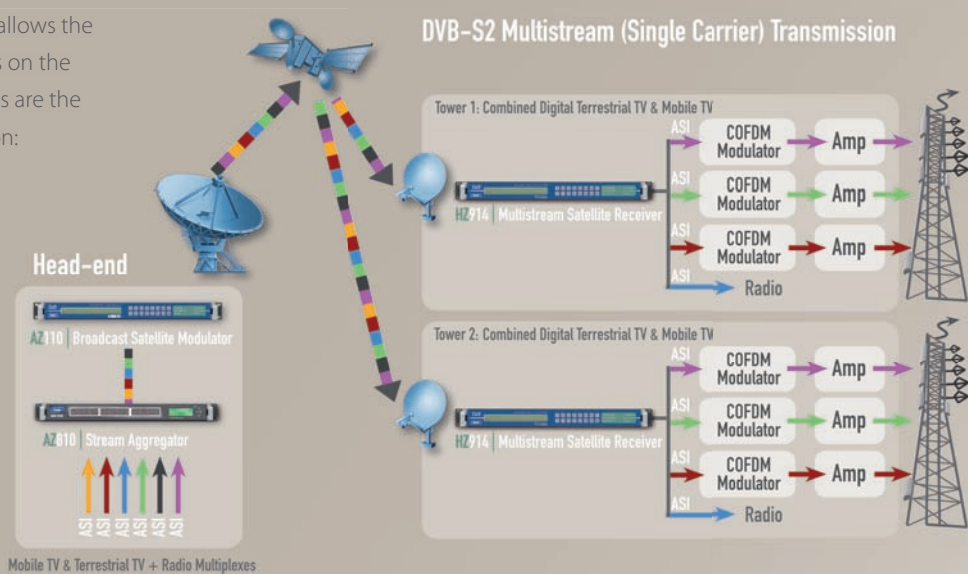 allows the
s on the
s are the
on:
DVB-S2 Multistream (Single Carrier) Transmission
Tower 1: Combined Digital Terrestrial TV & Mobile TV
ASI
COFDM
Modulator
Amp
ASI
COFDM
Modulator
Amp
HZ914 | Multistream Satellite Receiver
ASI
COFDM
Modulator
Amp
ASI
Radio
Head-end
AZ110 | Broadcast Satellite Modulator
AZ810 | Stream Aggregator
ASI ASI ASI ASI ASI ASI
Mobile TV & Terrestrial TV + Radio Multiplexes
Tower 2: Combined Digital Terrestrial TV & Mobile TV
ASI
COFDM
Modulator
Amp
ASI
COFDM
Modulator
Amp
HZ914 | Multistream Satellite Receiver
ASI
COFDM
Modulator
Amp
ASI
Radio